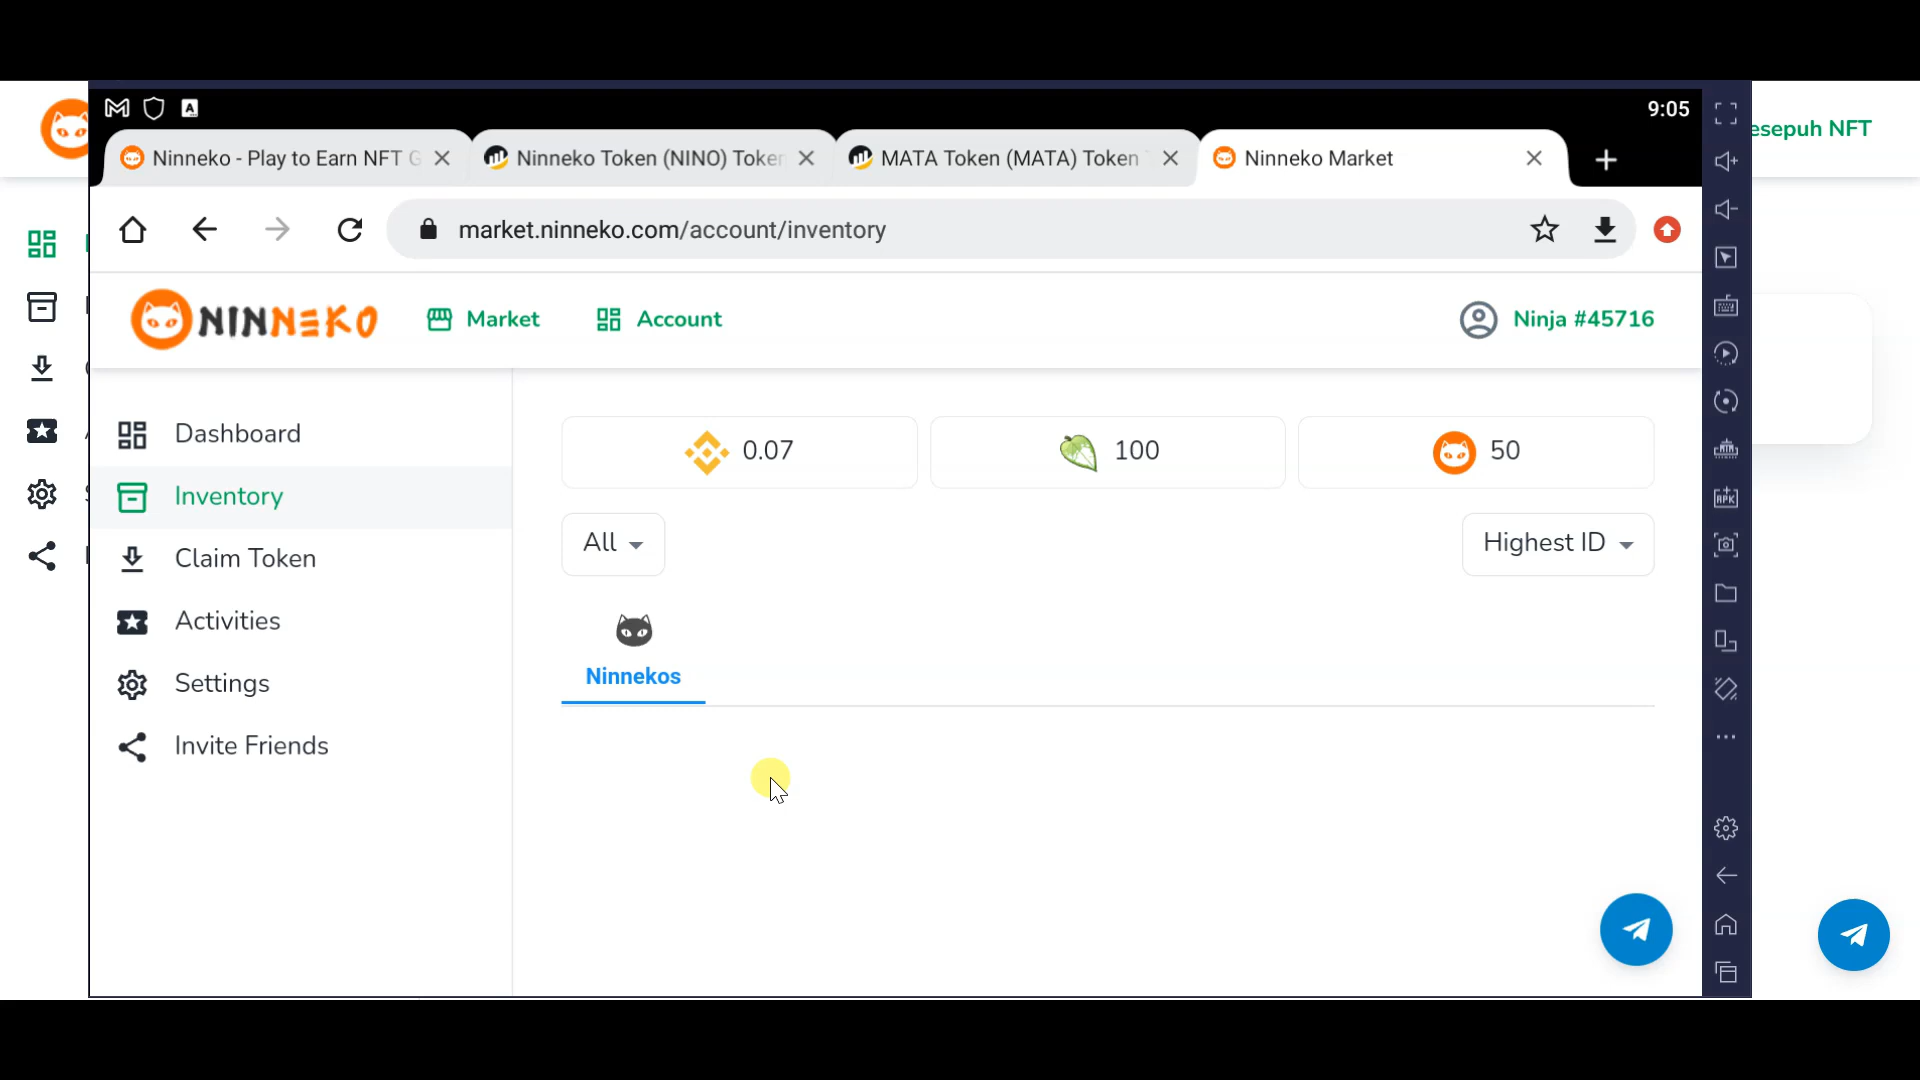 9:05
Ninneko - Play to Earn NFT G
Ninneko Token (NINO) Token
MATA Token (MATA) Token
Ninneko Market
market.ninneko.com/account/inventory
NINNEKO
Market
Account
Ninja #45716
esepuh NFT
Dashboard
Inventory
Claim Token
Activities
Settings
Invite Friends
0.07
100
50
All
Highest ID
Ninnekos